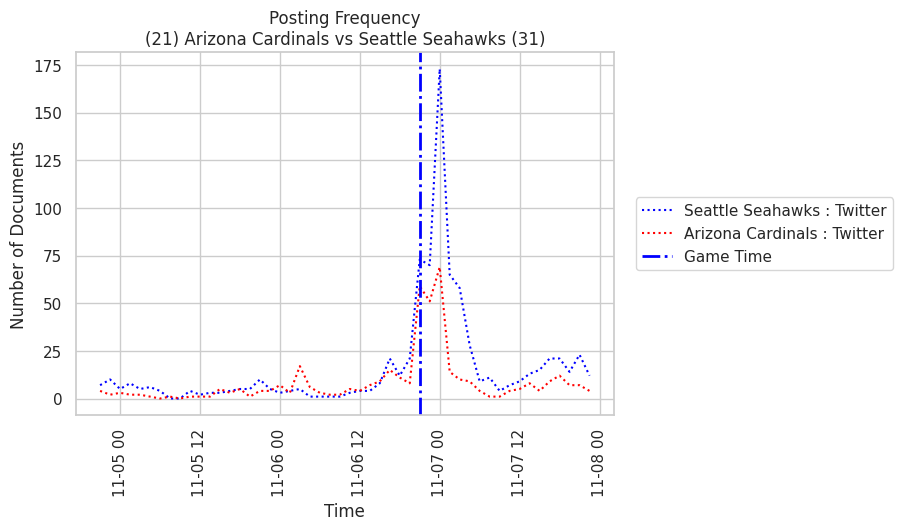 Posting Frequency
(21) Arizona Cardinals vs Seattle Seahawks (31)
Number of Documents
175
150
125
100
75
50
25
0
11-05 00
11-05 12
11-06 00
11-06 12
11-07 00
11-07 12
11-08 00
Time
Seattle Seahawks : Twitter
Arizona Cardinals : Twitter
Game Time